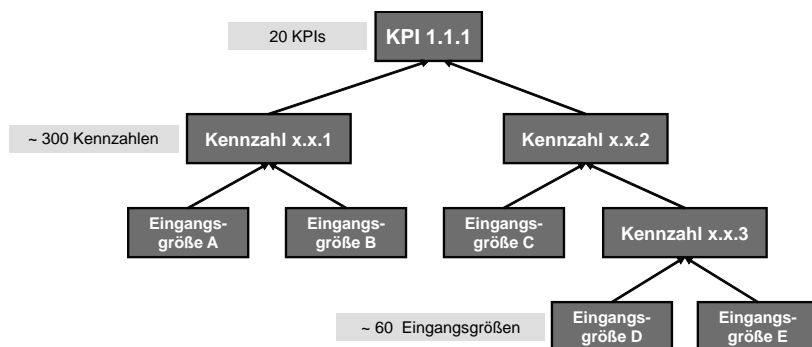 20 KPIs
KPI 1.1.1
~ 300 Kennzahlen
Kennzahl x.x.1
Kennzahl x.x.2
Eingangs-
größe A
Eingangs-
größe B
Eingangs-
größe C
Kennzahl x.x.3
~ 60 Eingangsgrößen
Eingangs-
größe D
Eingangs-
größe E